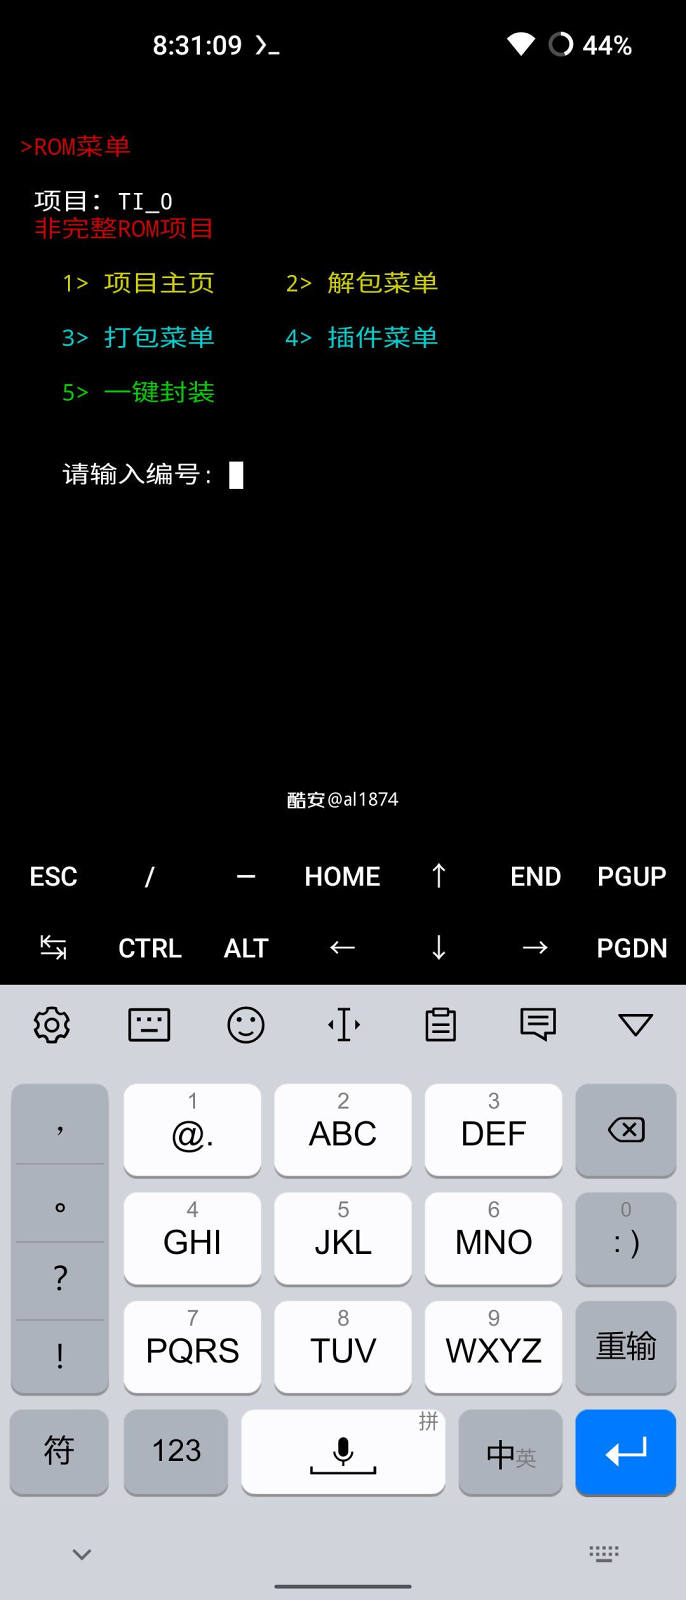 8:31:09 44%
>ROM菜单
项目: TI_0
非完整ROM项目
1> 项目主页 2> 解包菜单
3> 打包菜单 4> 插件菜单
5> 一键封装
请输入编号:
酷安@al1874
ESC / — HOME ↑ END PGUP
↹ CTRL ALT ← ↓ → PGDN
， 1 @. 2 ABC 3 DEF
。 4 GHI 5 JKL 6 MNO 0 :)
？
！ 7 PQRS 8 TUV 9 WXYZ 重输
符 123 拼 中英